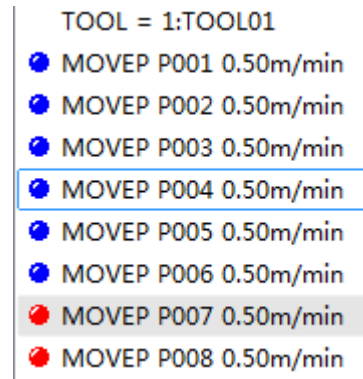 TOOL = 1:TOOL01
MOVEP P001 0.50m/min
MOVEP P002 0.50m/min
MOVEP P003 0.50m/min
MOVEP P004 0.50m/min
MOVEP P005 0.50m/min
MOVEP P006 0.50m/min
MOVEP P007 0.50m/min
MOVEP P008 0.50m/min